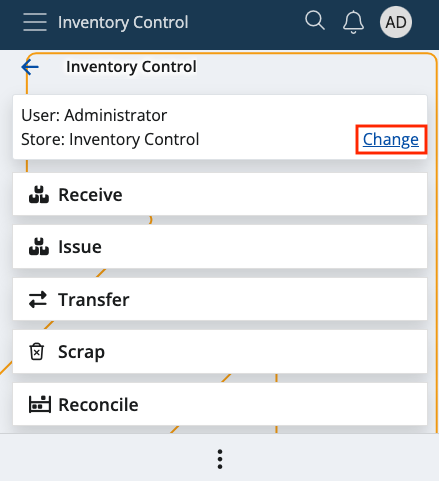 Inventory Control
AD
Inventory Control
User: Administrator
Store: Inventory Control
Change
Receive
Issue
Transfer
Scrap
Reconcile